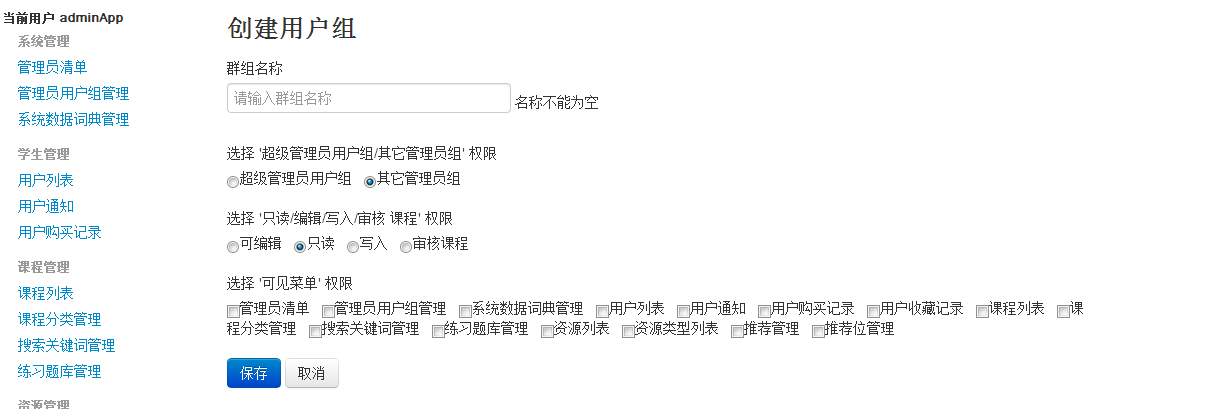 当前用户 adminApp
系统管理
管理员清单
管理员用户组管理
系统数据词典管理
学生管理
用户列表
用户通知
用户购买记录
课程管理
课程列表
课程分类管理
搜索关键词管理
练习题库管理
资源管理
创建用户组
群组名称
请输入群组名称 名称不能为空
选择 '超级管理员用户组/其它管理员组' 权限
超级管理员用户组 其它管理员组
选择 '只读/编辑/写入/审核 课程' 权限
可编辑 只读 写入 审核课程
选择 '可见菜单' 权限
管理员清单 管理员用户组管理 系统数据词典管理 用户列表 用户通知 用户购买记录 用户收藏记录 课程列表 课
程分类管理 搜索关键词管理 练习题库管理 资源列表 资源类型列表 推荐管理 推荐位管理
保存 取消